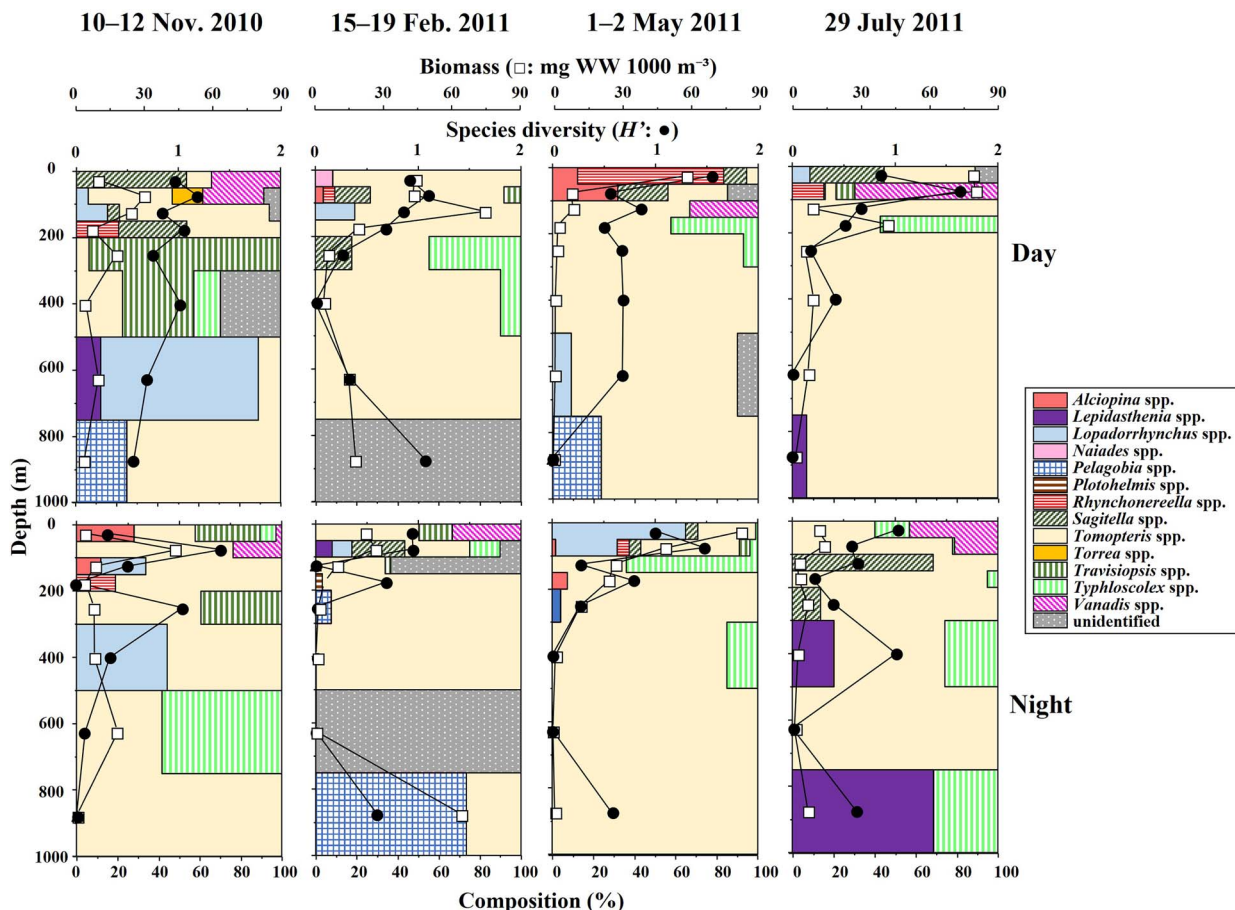 10–12 Nov. 2010 15–19 Feb. 2011 1–2 May 2011 29 July 2011
Biomass (□: mg WW 1000 m⁻³)
0 30 60 90 0 30 60 90 0 30 60 90 0 30 60 90
Species diversity (H’: ●)
0 1 2 0 1 2 0 1 2 0 1 2
0
200
400
600
800
1000
Day
Depth (m)
Alciopina spp.
Lepidasthenia spp.
Lopadorrhynchus spp.
Naiades spp.
Pelagobia spp.
Plotohelmis spp.
Rhynchonereella spp.
Sagitella spp.
Tomopteris spp.
Torrea spp.
Travisiopsis spp.
Typhloscolex spp.
Vanadis spp.
unidentified
0
200
400
600
800
1000
Night
0 20 40 60 80 100 0 20 40 60 80 100 0 20 40 60 80 100 0 20 40 60 80 100
Composition (%)